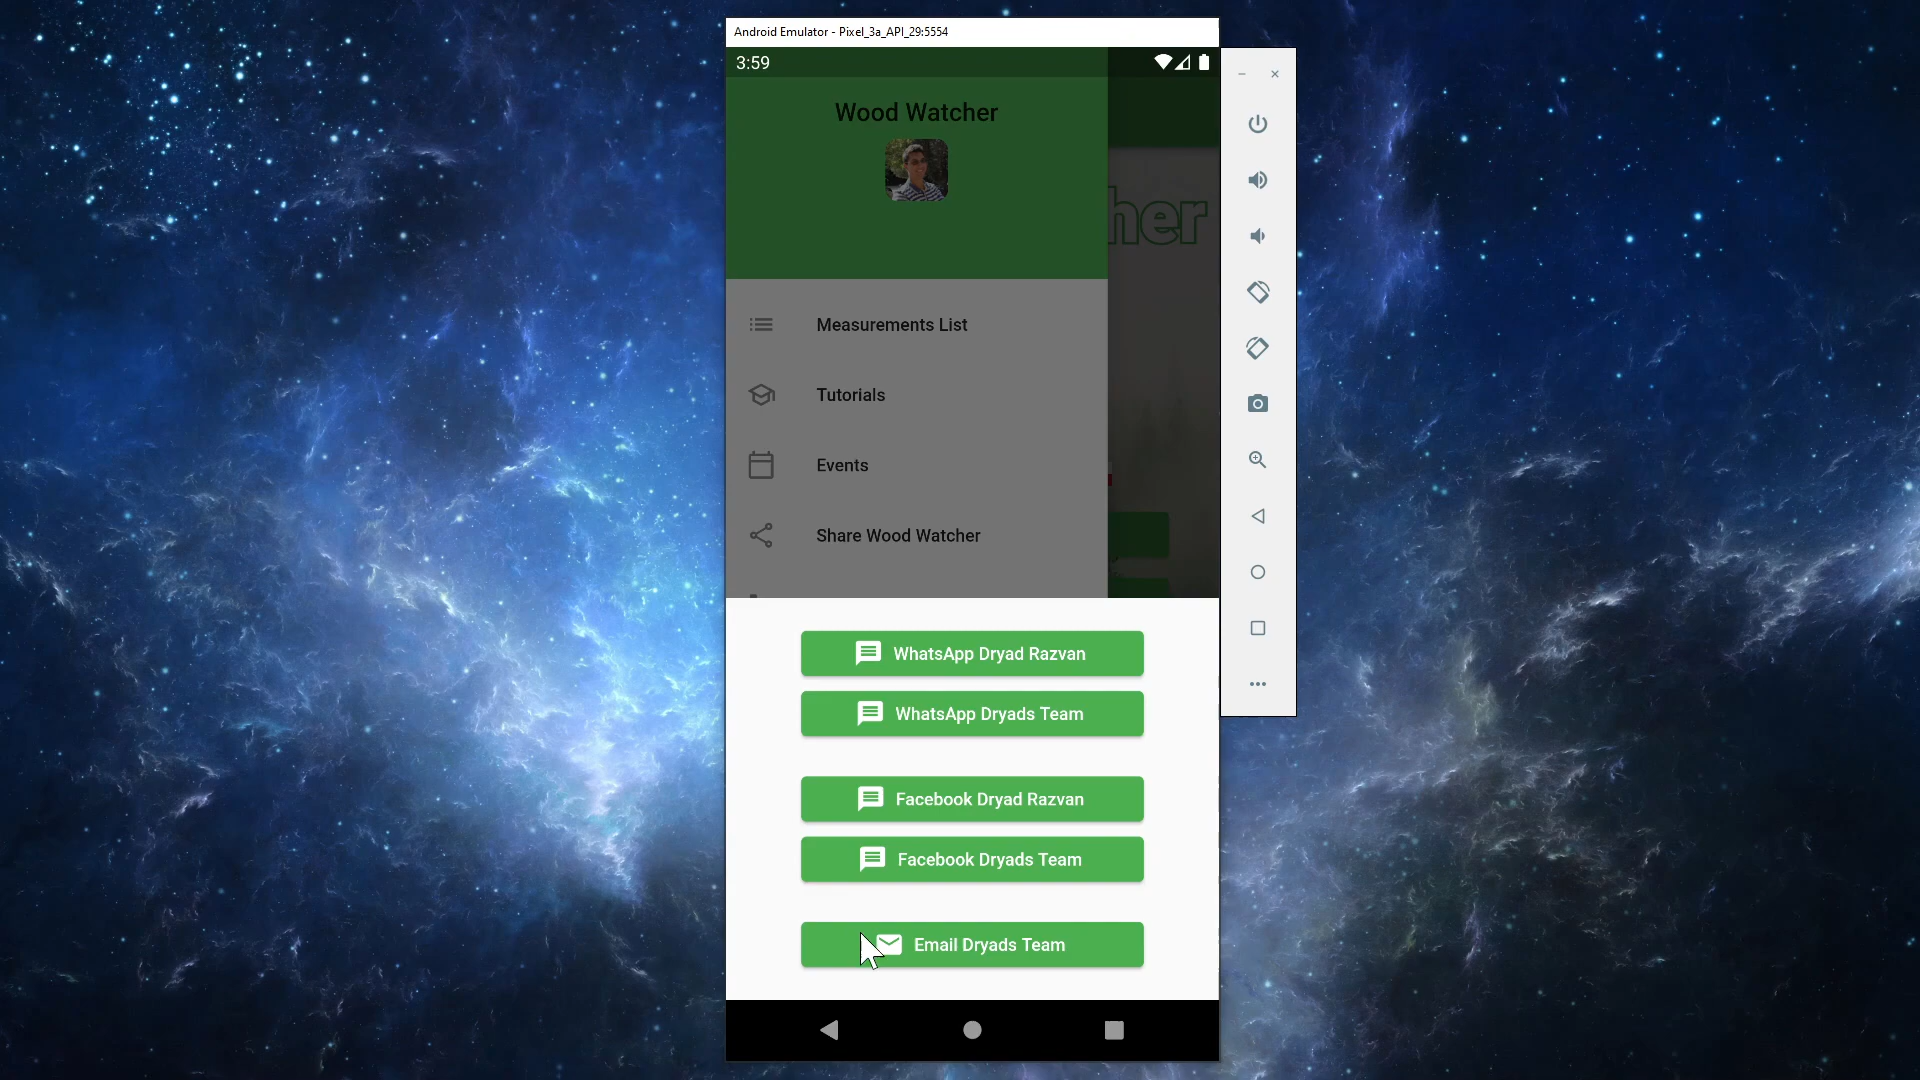 Android Emulator - Pixel_3a_API_29:5554
3:59
Wood Watcher
her
Measurements List
Tutorials
Events
Share Wood Watcher
WhatsApp Dryad Razvan
WhatsApp Dryads Team
Facebook Dryad Razvan
Facebook Dryads Team
Email Dryads Team